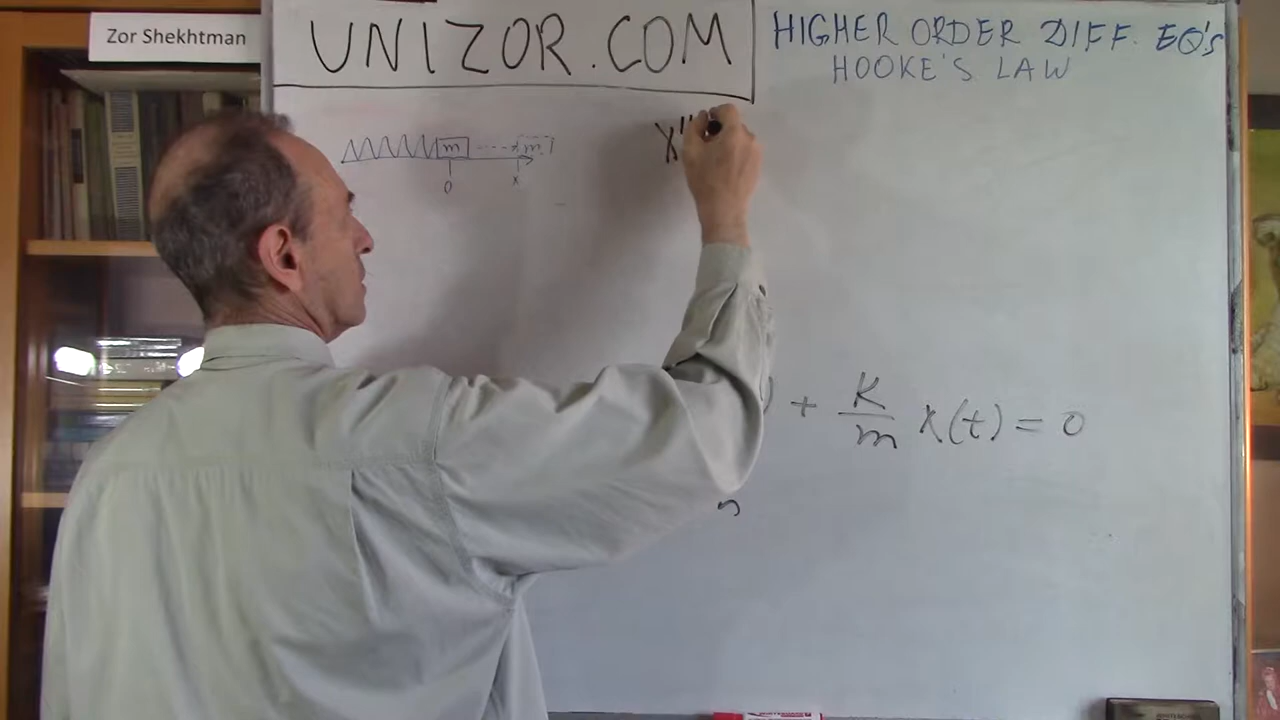 Zor Shekhtman
UNIZOR.COM
HIGHER ORDER DIFF. EQ'S
HOOKE'S LAW
m m
0 x
X"
) + K/m x(t) = 0